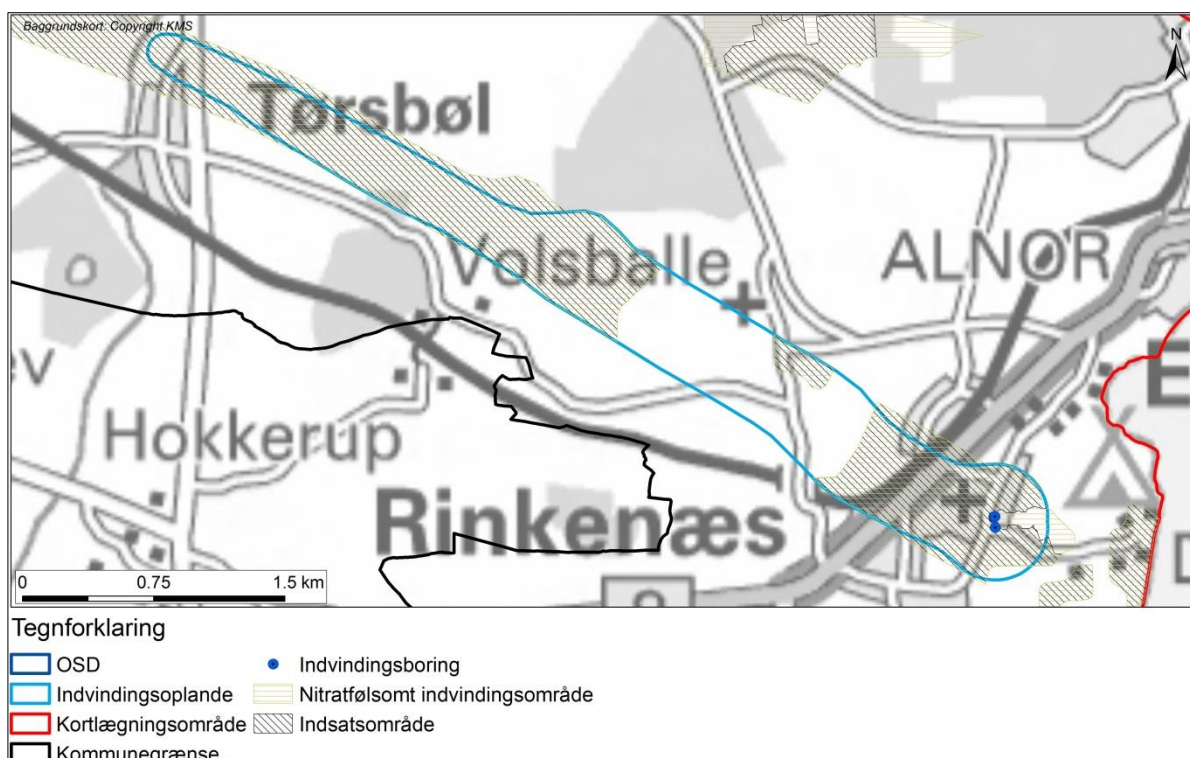 Baggrundskort: Copyright KMS
N
Tørsbøl
Volsballe
ALNOR
Hokkerup
Rinkenæs
0 0.75 1.5 km
Tegnforklaring
OSD
Indvindingsboring
Indvindingsoplande
Nitratfølsomt indvindingsområde
Kortlægningsområde
Indsatsområde
Kommunegrænse